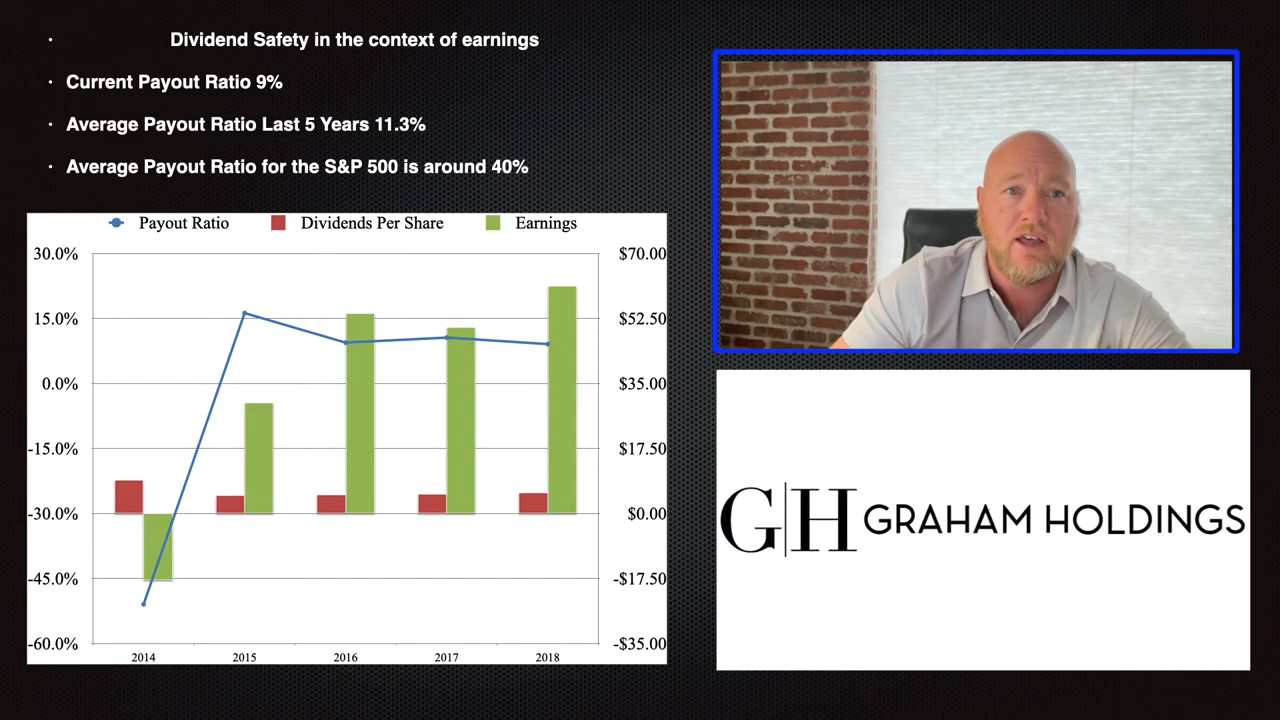 · Dividend Safety in the context of earnings
· Current Payout Ratio 9%
· Average Payout Ratio Last 5 Years 11.3%
· Average Payout Ratio for the S&P 500 is around 40%
Payout Ratio Dividends Per Share Earnings
30.0% $70.00
15.0% $52.50
0.0% $35.00
-15.0% $17.50
-30.0% $0.00
-45.0% -$17.50
-60.0% -$35.00
2014 2015 2016 2017 2018
G|H GRAHAM HOLDINGS